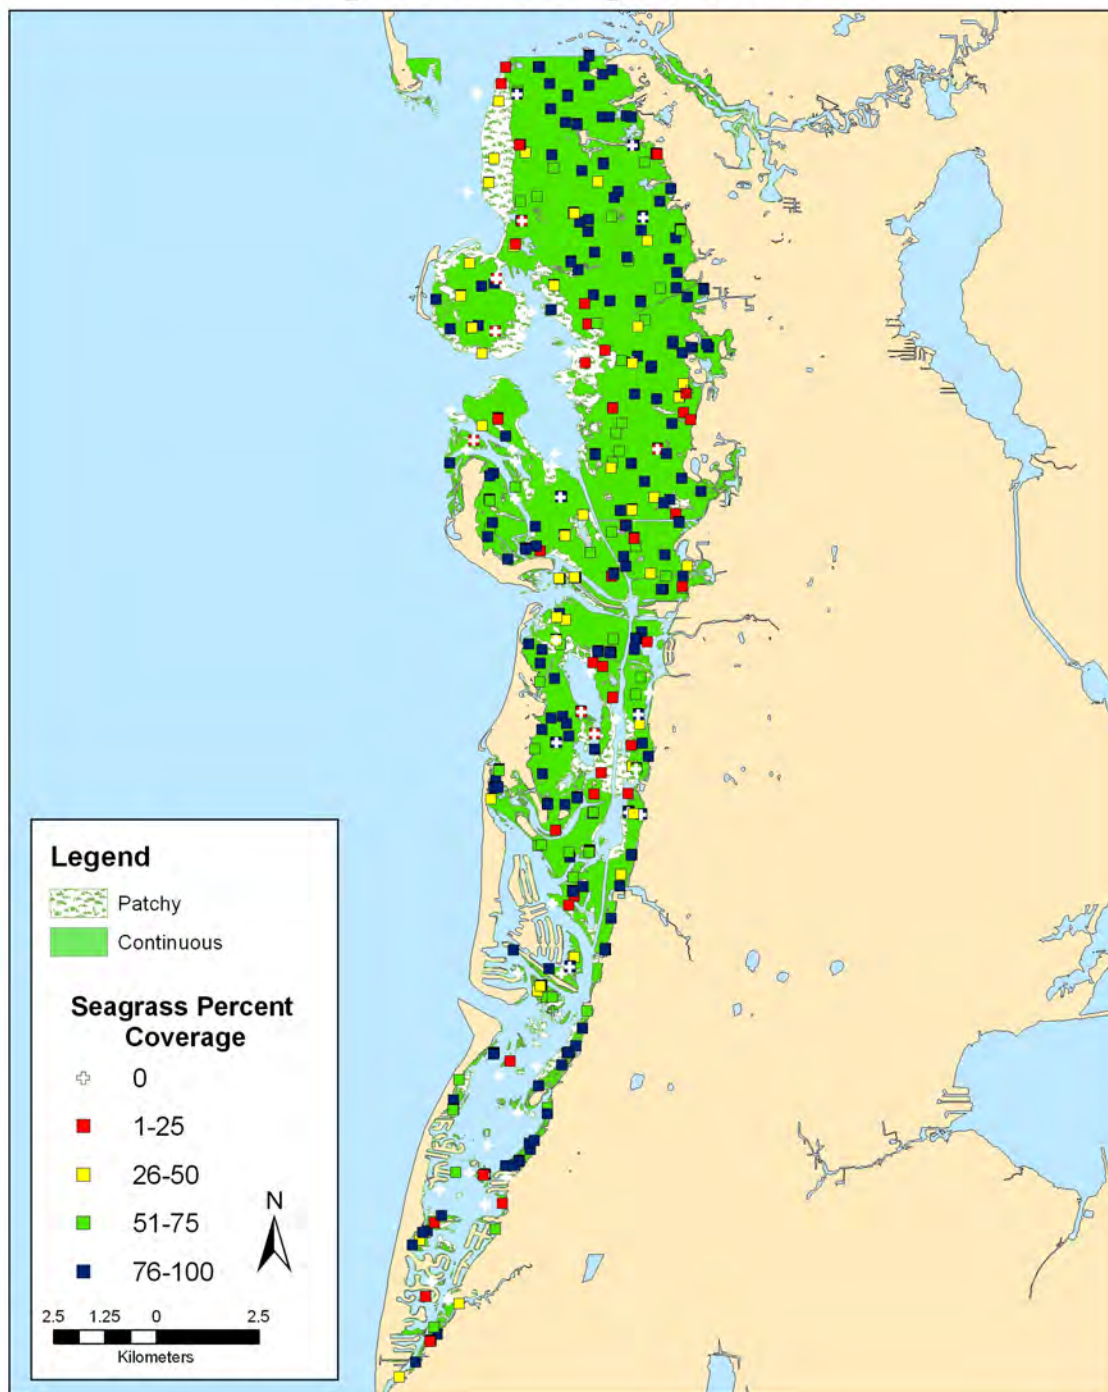 Legend
Patchy
Continuous
Seagrass Percent
Coverage
0
1-25
26-50
51-75
76-100
N
2.5 1.25 0 2.5
Kilometers